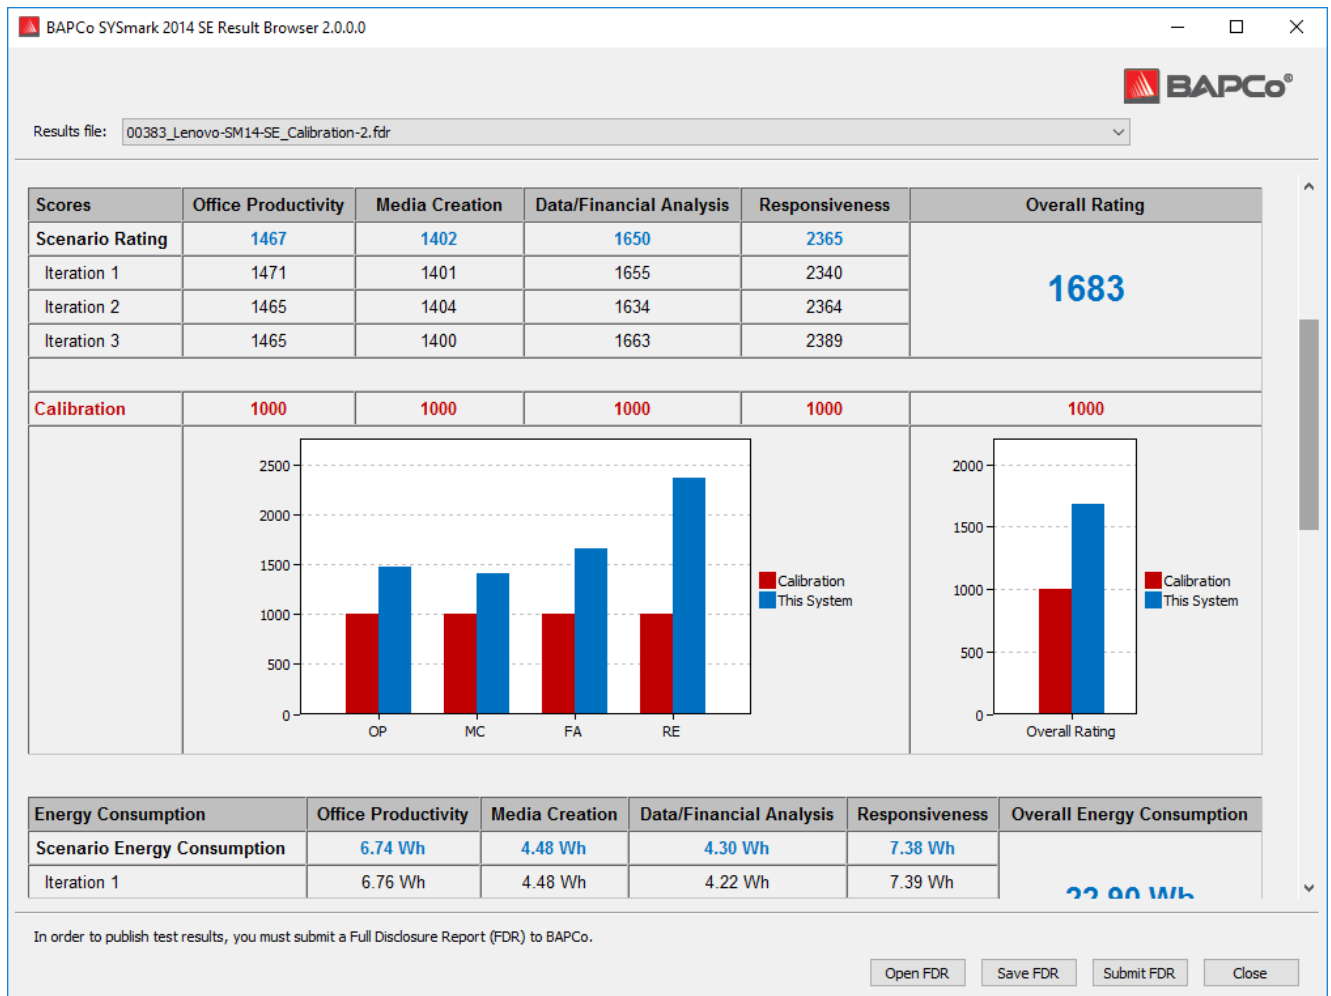 BAPCo SYSmark 2014 SE Result Browser 2.0.0.0
BAPCo®
Results file: 00383_Lenovo-SM14-SE_Calibration-2.fdr
Scores Office Productivity Media Creation Data/Financial Analysis Responsiveness Overall Rating
Scenario Rating 1467 1402 1650 2365 1683
Iteration 1 1471 1401 1655 2340
Iteration 2 1465 1404 1634 2364
Iteration 3 1465 1400 1663 2389
Calibration 1000 1000 1000 1000 1000
2500
2000
1500
1000
500
0
OP MC FA RE
Calibration
This System
2000
1500
1000
500
0
Overall Rating
Calibration
This System
Energy Consumption Office Productivity Media Creation Data/Financial Analysis Responsiveness Overall Energy Consumption
Scenario Energy Consumption 6.74 Wh 4.48 Wh 4.30 Wh 7.38 Wh
Iteration 1 6.76 Wh 4.48 Wh 4.22 Wh 7.39 Wh
22.90 Wh
In order to publish test results, you must submit a Full Disclosure Report (FDR) to BAPCo.
Open FDR Save FDR Submit FDR Close